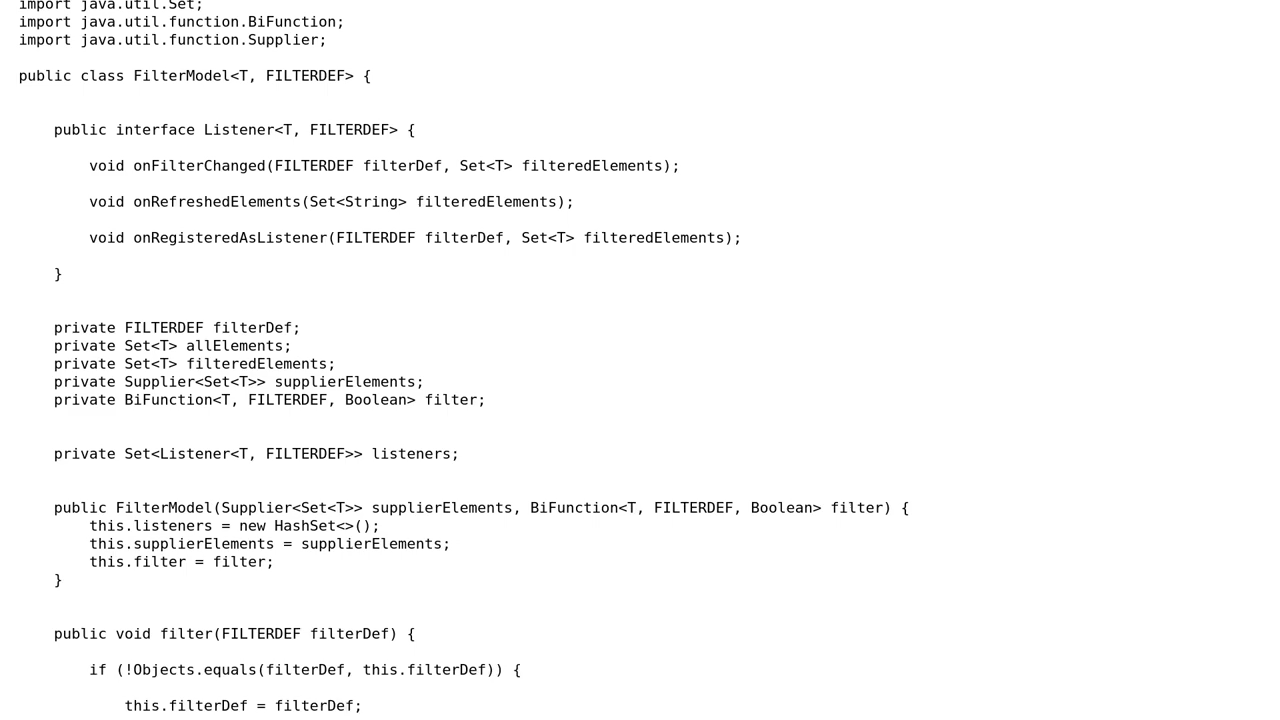 import java.util.Set;
import java.util.function.BiFunction;
import java.util.function.Supplier;
public class FilterModel<T, FILTERDEF> {
public interface Listener<T, FILTERDEF> {
void onFilterChanged(FILTERDEF filterDef, Set<T> filteredElements);
void onRefreshedElements(Set<String> filteredElements);
void onRegisteredAsListener(FILTERDEF filterDef, Set<T> filteredElements);
}
private FILTERDEF filterDef;
private Set<T> allElements;
private Set<T> filteredElements;
private Supplier<Set<T>> supplierElements;
private BiFunction<T, FILTERDEF, Boolean> filter;
private Set<Listener<T, FILTERDEF>> listeners;
public FilterModel(Supplier<Set<T>> supplierElements, BiFunction<T, FILTERDEF, Boolean> filter) {
this.listeners = new HashSet<>();
this.supplierElements = supplierElements;
this.filter = filter;
}
public void filter(FILTERDEF filterDef) {
if (!Objects.equals(filterDef, this.filterDef)) {
this.filterDef = filterDef;